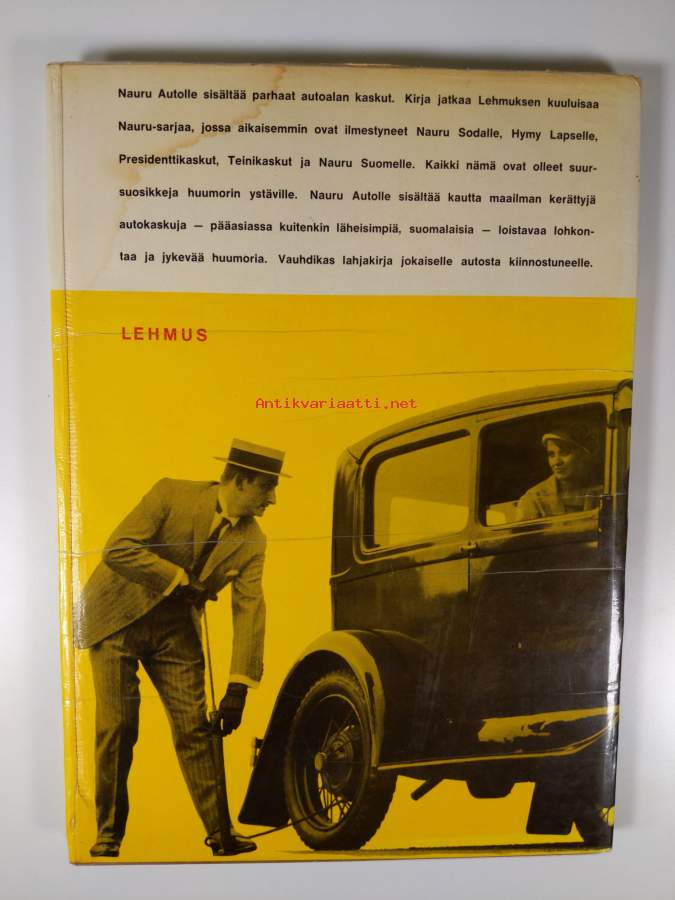 Nauru Autolle sisältää parhaat autoalan kaskut. Kirja jatkaa Lehmuksen kuuluisaa
Nauru-sarjaa, jossa aikaisemmin ovat ilmestyneet Nauru Sodalle, Hymy Lapselle,
Presidenttikaskut, Teinikaskut ja Nauru Suomelle. Kaikki nämä ovat olleet suur-
suosikkeja huumorin ystäville. Nauru Autolle sisältää kautta maailman kerättyjä
autokaskuja — pääasiassa kuitenkin läheisimpiä, suomalaisia — loistavaa lohkon-
taa ja jykevää huumoria. Vauhdikas lahjakirja jokaiselle autosta kiinnostuneelle.
LEHMUS
Antikvariaatti.net